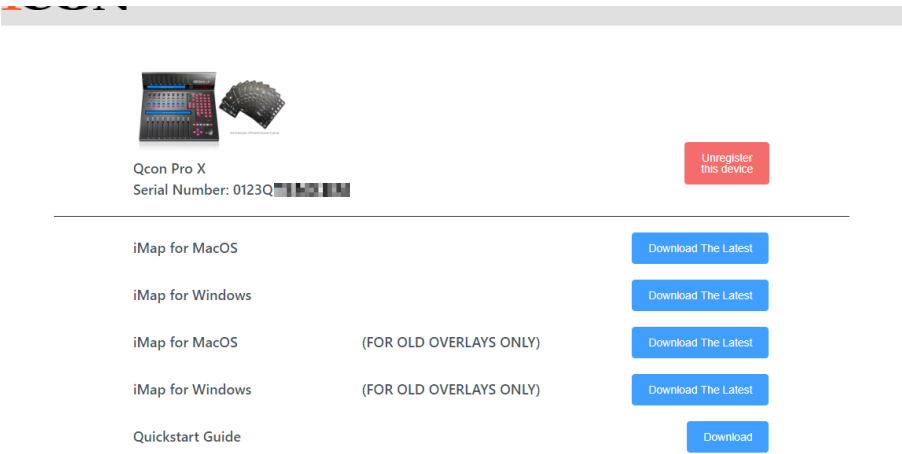 iCON
Qcon Pro X
Serial Number: 0123Q
Unregister
this device
iMap for MacOS
Download The Latest
iMap for Windows
Download The Latest
iMap for MacOS (FOR OLD OVERLAYS ONLY)
Download The Latest
iMap for Windows (FOR OLD OVERLAYS ONLY)
Download The Latest
Quickstart Guide
Download